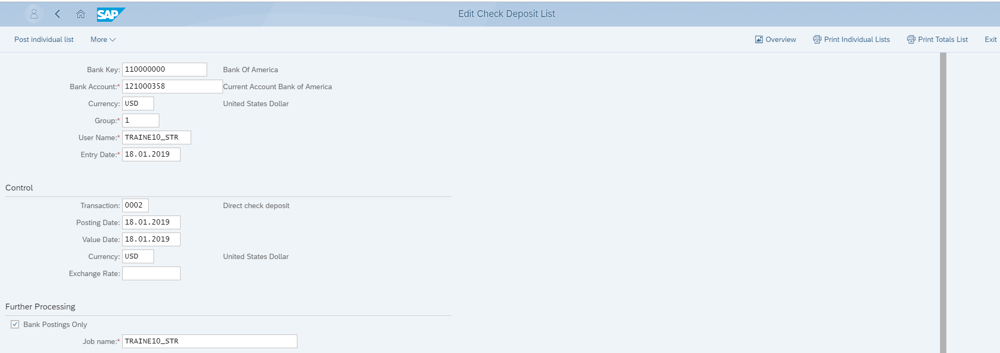 SAP Edit Check Deposit List
Post individual list More Overview Print Individual Lists Print Totals List Exit
Bank Key: 110000000 Bank Of America
Bank Account:* 121000358 Current Account Bank of America
Currency: USD United States Dollar
Group:* 1
User Name:* TRAINE10_STR
Entry Date:* 18.01.2019
Control
Transaction: 0002 Direct check deposit
Posting Date: 18.01.2019
Value Date: 18.01.2019
Currency: USD United States Dollar
Exchange Rate:
Further Processing
Bank Postings Only
Job name:* TRAINE10_STR